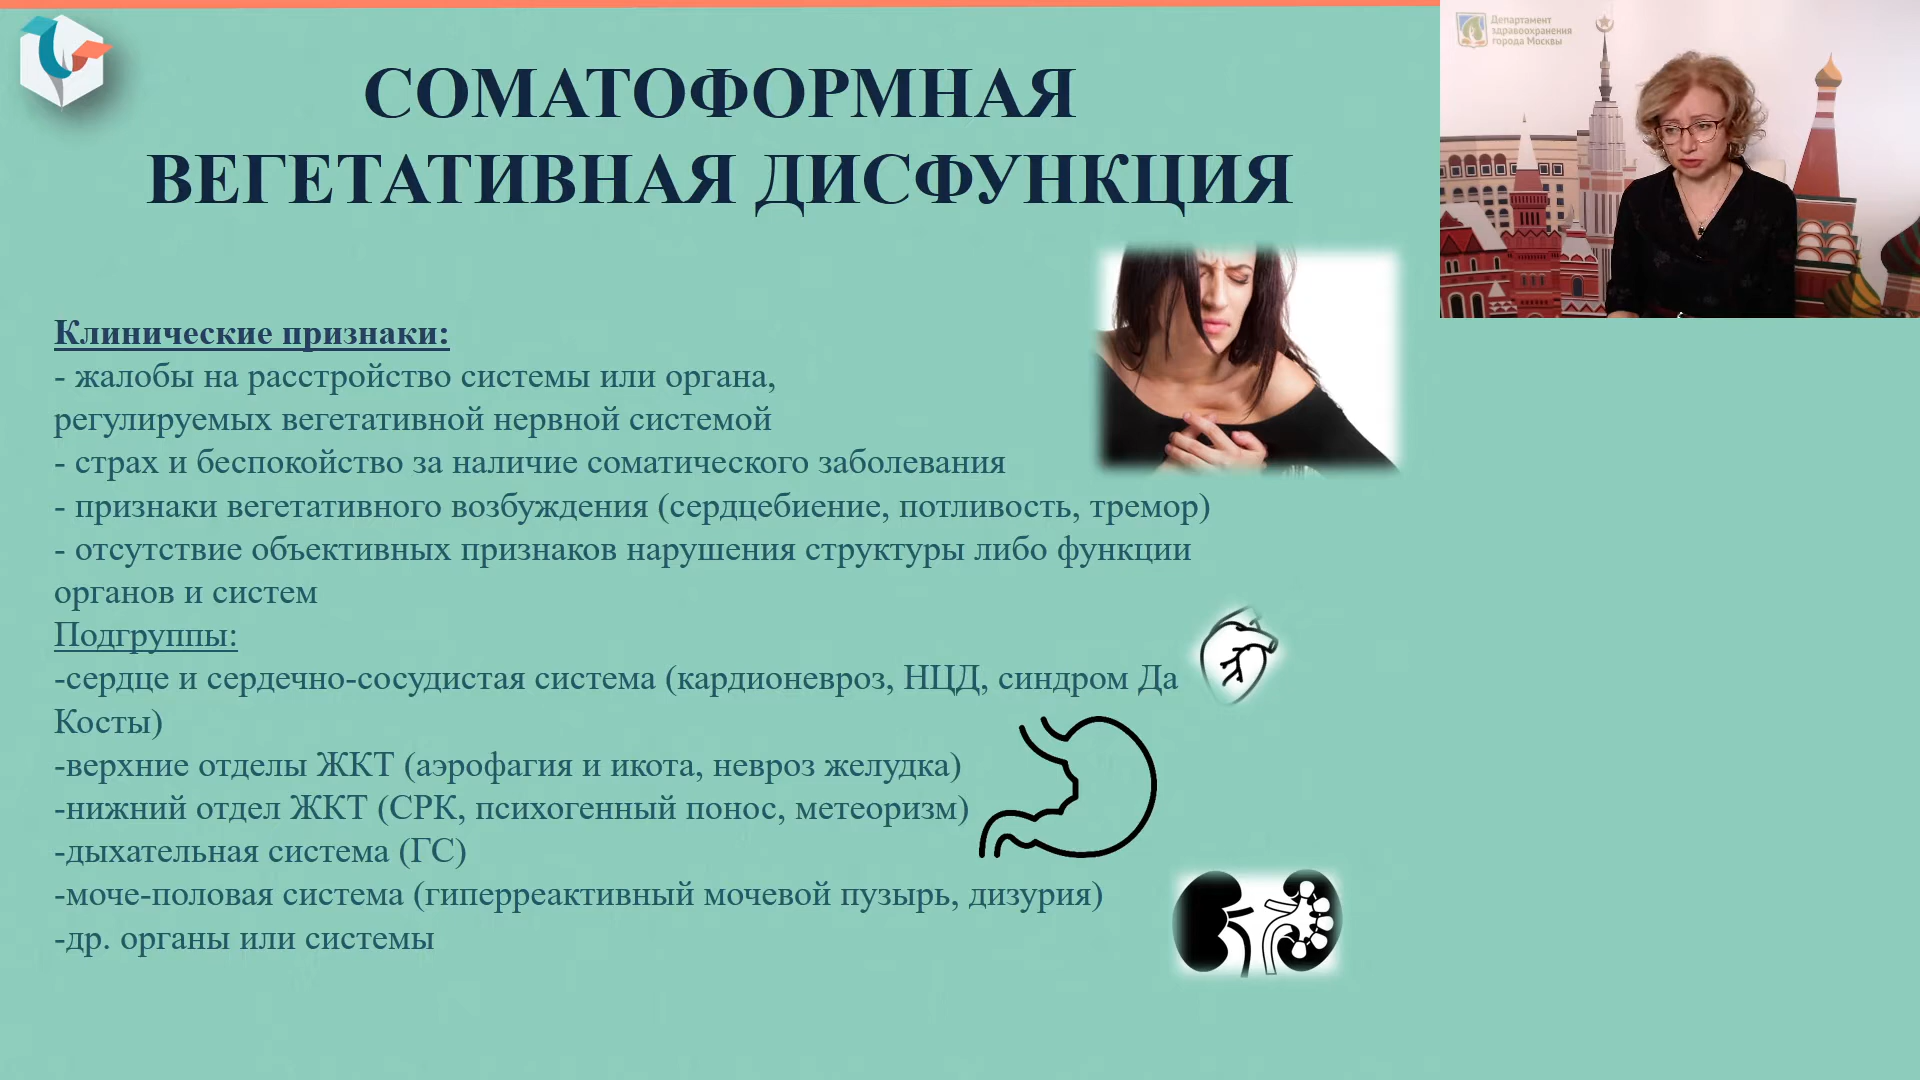 СОМАТОФОРМНАЯ
ВЕГЕТАТИВНАЯ ДИСФУНКЦИЯ
Клинические признаки:
- жалобы на расстройство системы или органа,
регулируемых вегетативной нервной системой
- страх и беспокойство за наличие соматического заболевания
- признаки вегетативного возбуждения (сердцебиение, потливость, тремор)
- отсутствие объективных признаков нарушения структуры либо функции
органов и систем
Подгруппы:
-сердце и сердечно-сосудистая система (кардионевроз, НЦД, синдром Да
Косты)
-верхние отделы ЖКТ (аэрофагия и икота, невроз желудка)
-нижний отдел ЖКТ (СРК, психогенный понос, метеоризм)
-дыхательная система (ГС)
-моче-половая система (гиперреактивный мочевой пузырь, дизурия)
-др. органы или системы
Департамент
здравоохранения
города Москвы